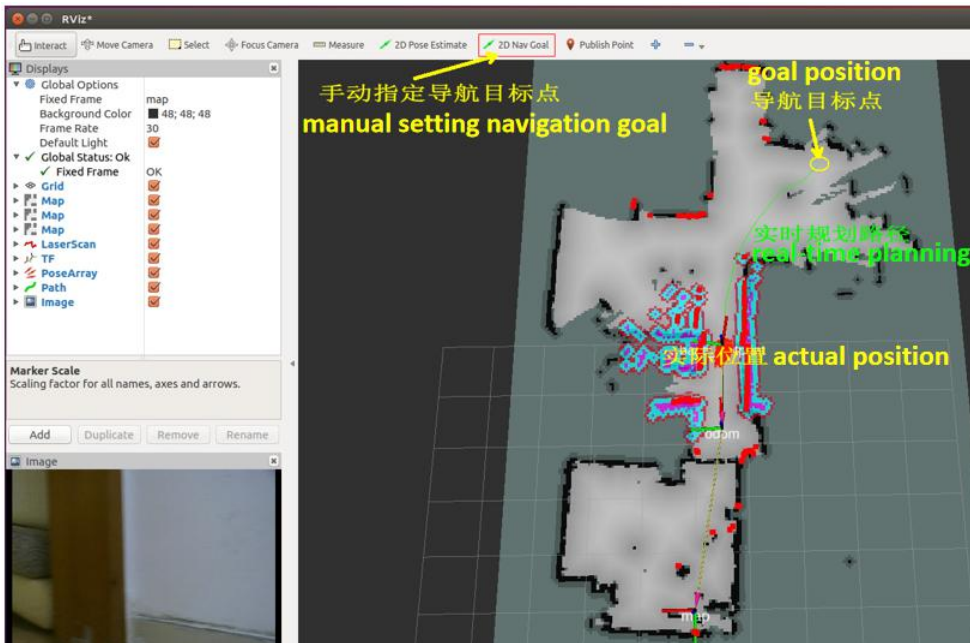 RViz*
Interact Move Camera Select Focus Camera Measure 2D Pose Estimate 2D Nav Goal Publish Point
Displays
Global Options
Fixed Frame map
Background Color 48; 48; 48
Frame Rate 30
Default Light
Global Status: Ok
Fixed Frame OK
Grid
Map
Map
Map
LaserScan
TF
PoseArray
Path
Image
Marker Scale
Scaling factor for all names, axes and arrows.
Add Duplicate Remove Rename
Image
手动指定导航目标点
manual setting navigation goal
goal position
导航目标点
实时规划路径
real-time planning
实际位置 actual position
odom
map